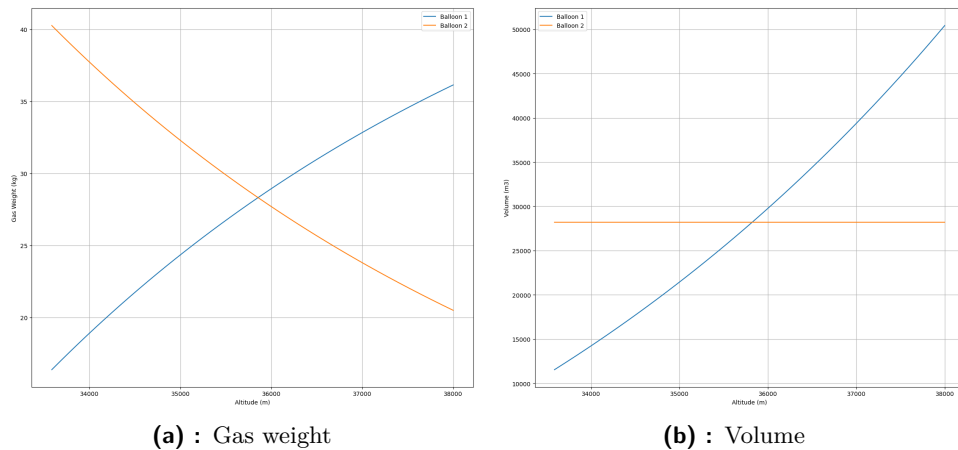 Balloon 1
Balloon 2
40
35
30
25
20
Gas Weight (kg)
34000 35000 36000 37000 38000
Altitude (m)
(a) : Gas weight
Balloon 1
Balloon 2
50000
45000
40000
35000
30000
25000
20000
15000
10000
Volume (m3)
34000 35000 36000 37000 38000
Altitude (m)
(b) : Volume